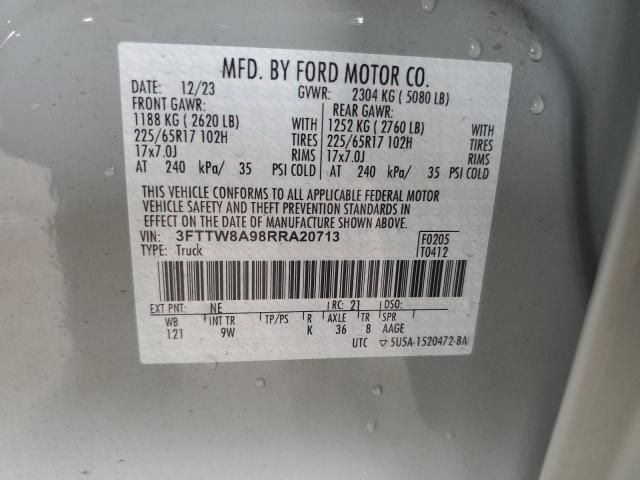 MFD. BY FORD MOTOR CO.
DATE: 12/23 GVWR: 2304 KG ( 5080 LB)
FRONT GAWR: REAR GAWR:
1188 KG ( 2620 LB) WITH 1252 KG ( 2760 LB) WITH
225/65R17 102H TIRES 225/65R17 102H TIRES
17x7.0J RIMS 17x7.0J RIMS
AT 240 kPa/ 35 PSI COLD AT 240 kPa/ 35 PSI COLD
THIS VEHICLE CONFORMS TO ALL APPLICABLE FEDERAL MOTOR
VEHICLE SAFETY AND THEFT PREVENTION STANDARDS IN
EFFECT ON THE DATE OF MANUFACTURE SHOWN ABOVE.
VIN: 3FTTW8A98RRA20713 F0205
TYPE: Truck T0412
EXT PNT: NE RC: 21 DSO:
WB INT TR TP/PS R AXLE TR SPR
121 9W K 36 8 AAGE
UTC ▽5U5A-1520472-BA